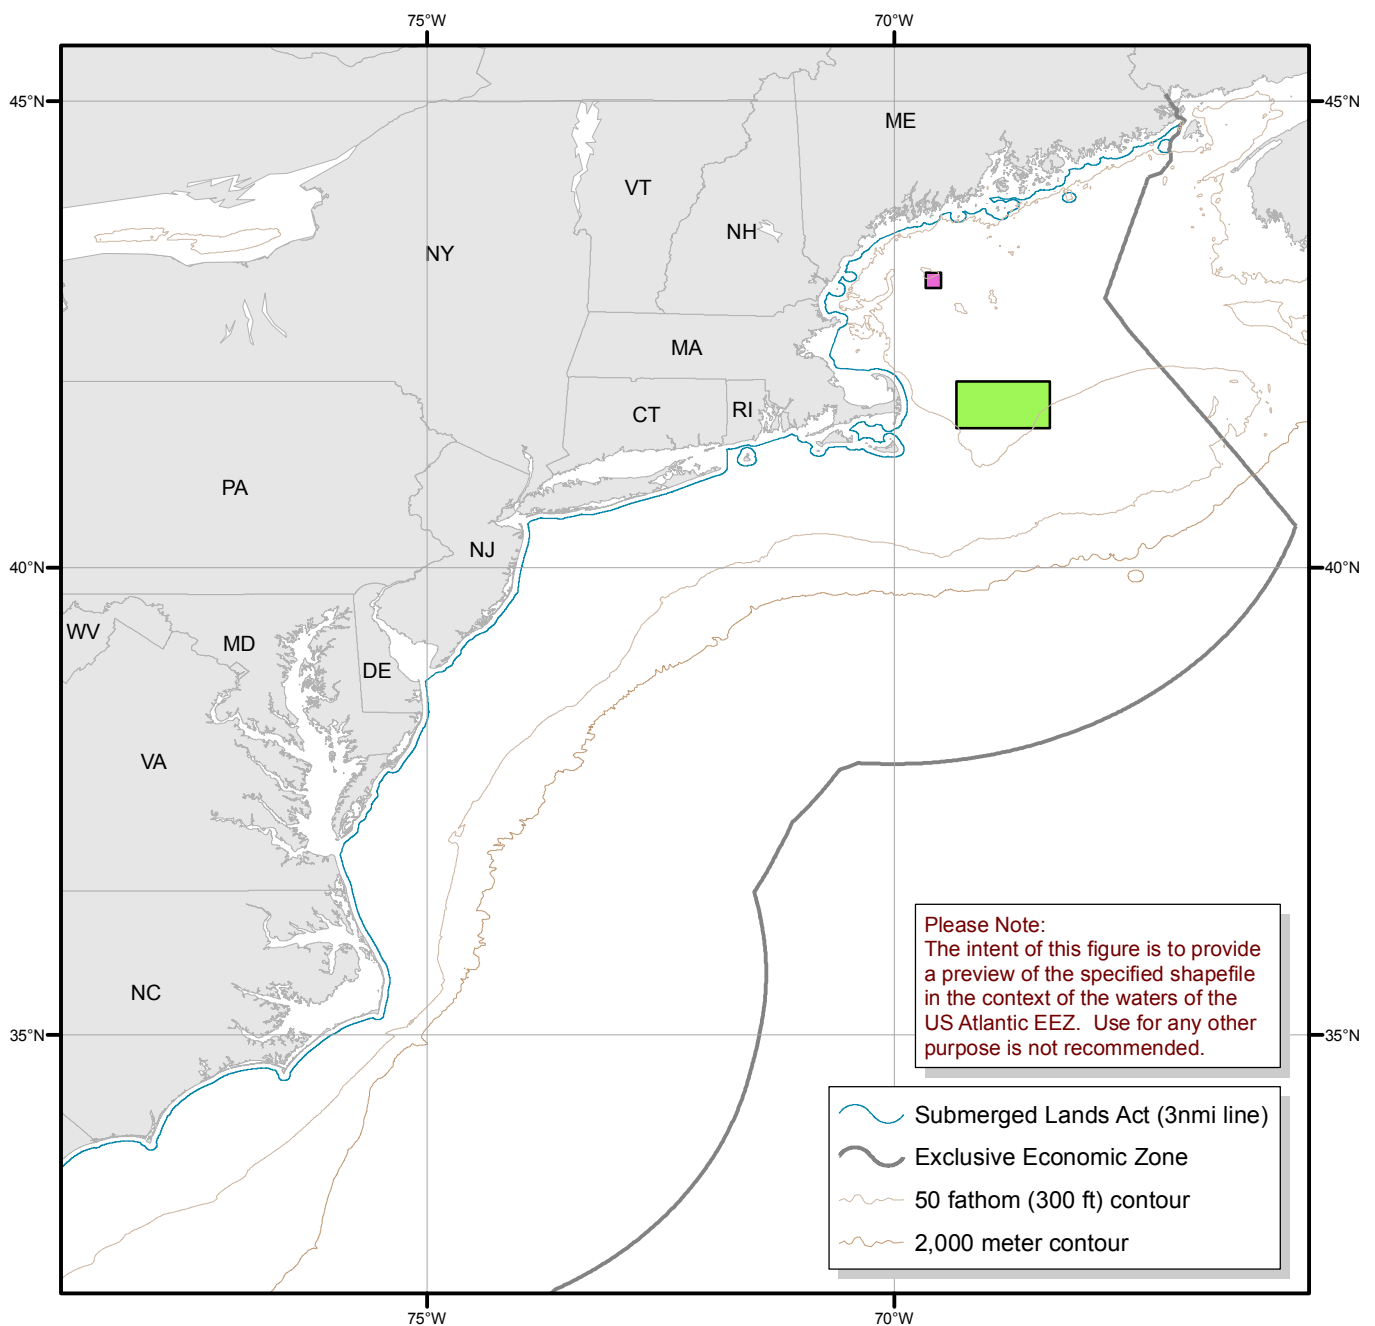 75°W
70°W
45°N
45°N
ME
VT
NH
NY
MA
CT
RI
PA
NJ
40°N
40°N
WV
MD
DE
VA
NC
35°N
35°N
Please Note:
The intent of this figure is to provide
a preview of the specified shapefile
in the context of the waters of the
US Atlantic EEZ.  Use for any other
purpose is not recommended.
Submerged Lands Act (3nmi line)
Exclusive Economic Zone
50 fathom (300 ft) contour
2,000 meter contour
75°W
70°W